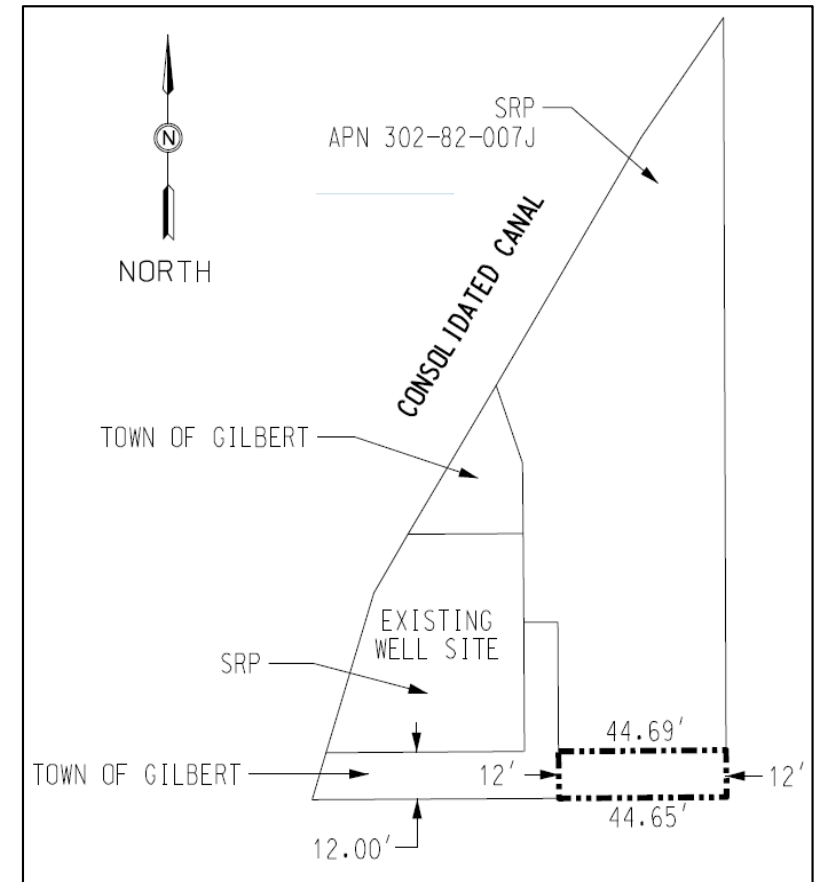 SRP
APN 302-82-007J
N
NORTH
CONSOLIDATED CANAL
TOWN OF GILBERT
EXISTING
WELL SITE
SRP
44.69'
TOWN OF GILBERT
12'
12'
44.65'
12.00'